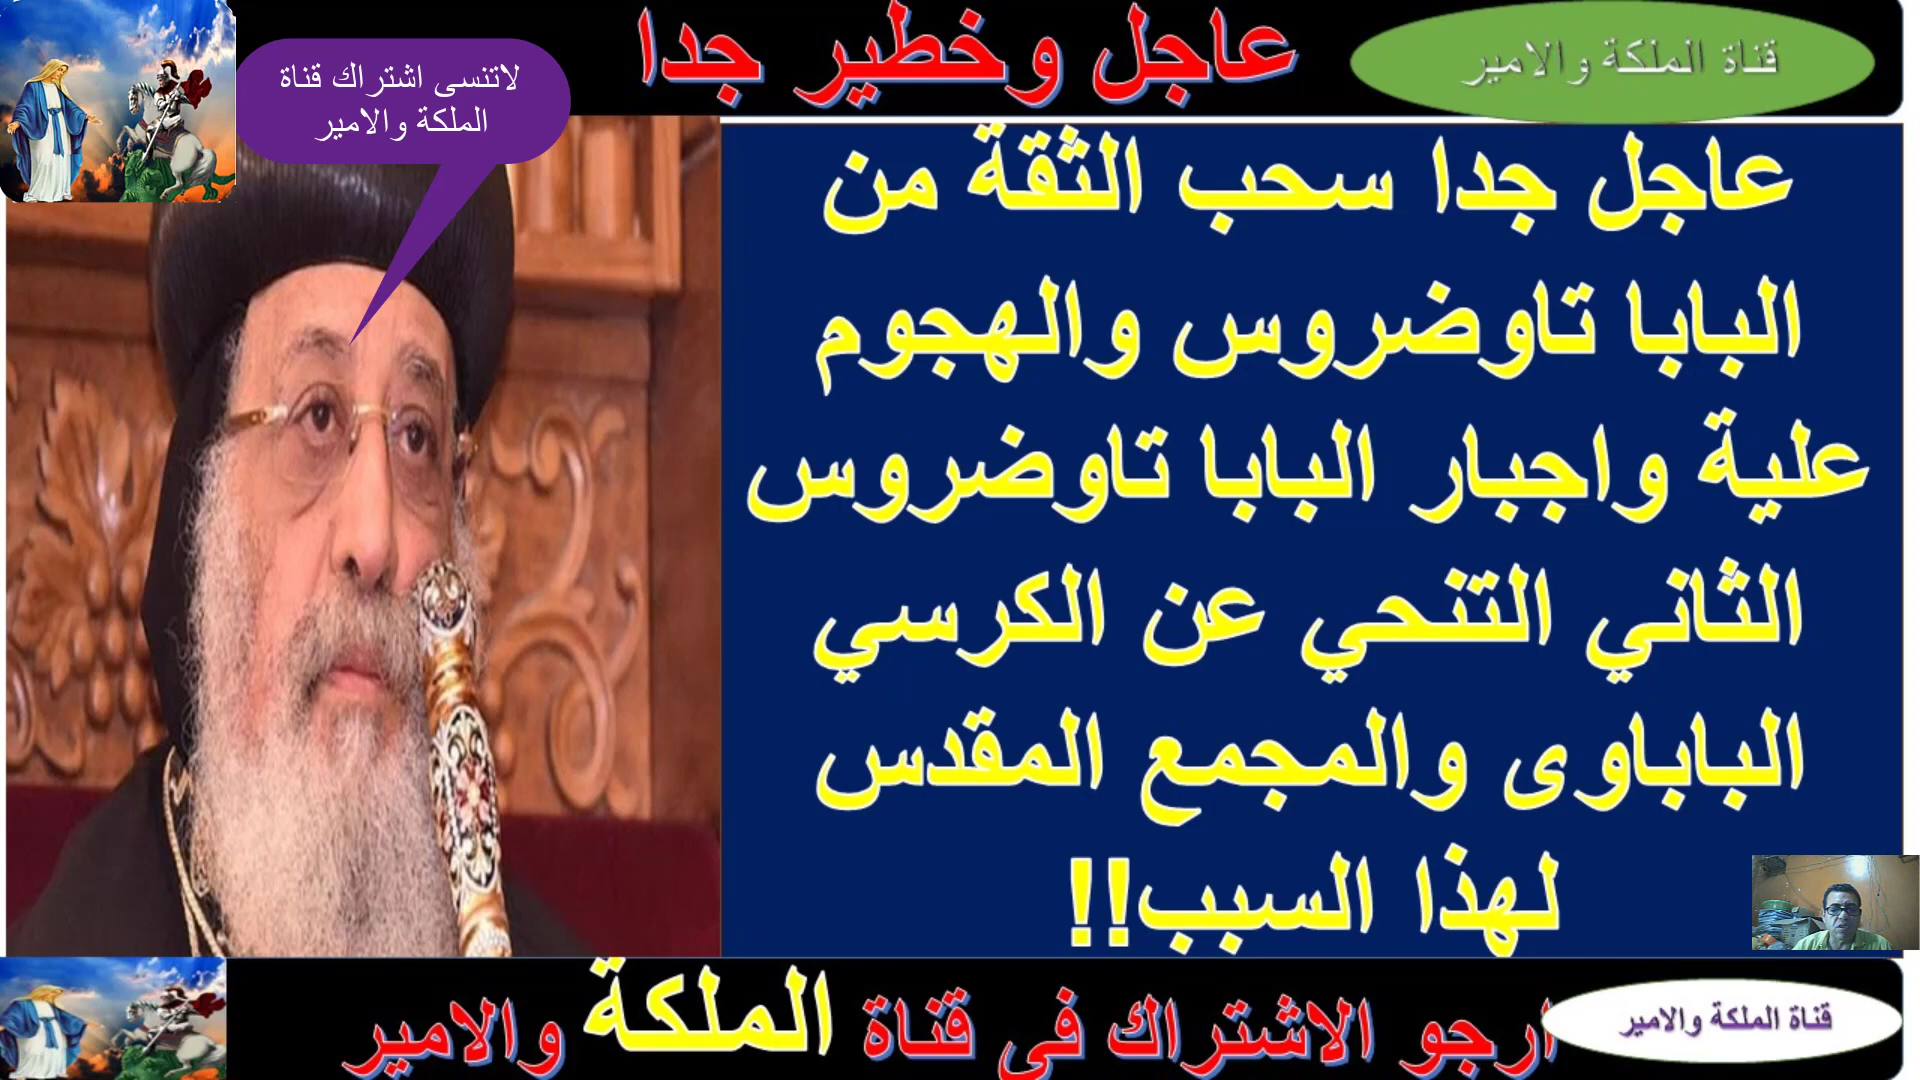 عاجل وخطير جدا
قناة الملكة والامير
لاتنسى اشتراك قناة
الملكة والامير
عاجل جدا سحب الثقة من
البابا تاوضروس والهجوم
علية واجبار البابا تاوضروس
الثاني التنحي عن الكرسي
الباباوى والمجمع المقدس
لهذا السبب!!
ارجو الاشتراك في قناة الملكة والامير
قناة الملكة والامير